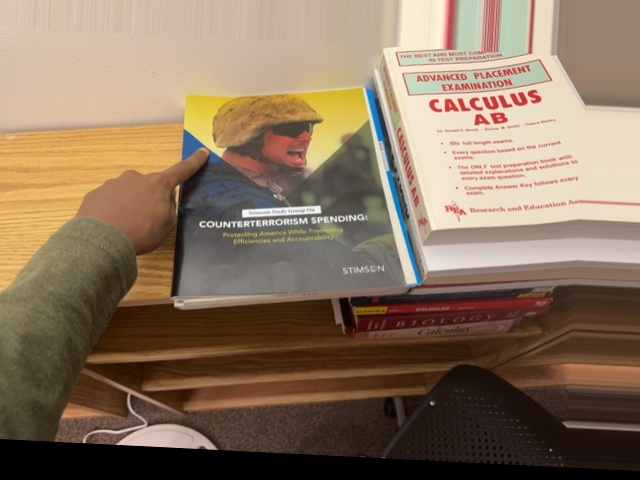 Stimson Study Group On
COUNTERTERRORISM SPENDING:
Protecting America While Promoting
Efficiencies and Accountability
STIMSON
THE BEST AND MOST
IN TEST PREPARATION
ADVANCED PLACEMENT
EXAMINATION
CALCULUS
AB
• Six full length-exams.
• Every question based on the current
exams.
• The ONLY test preparation book with
detailed explanations and solutions to
every exam question.
• Complete Answer Key follows every
exam.
REA Research and Education
CALCULUS AB
CALCULUS
BIOLOGY
Calculus